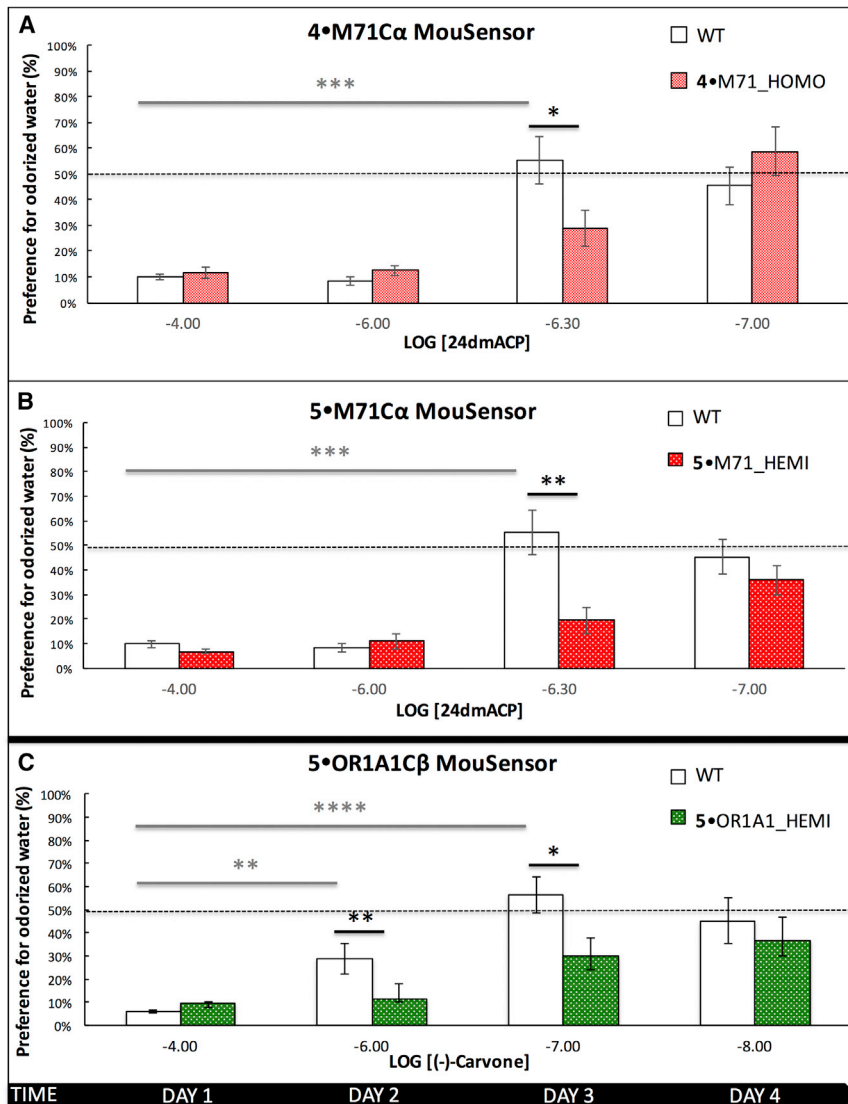 A
4•M71Cα MouSensor
WT
4•M71_HOMO
Preference for odorized water (%)
100%
90%
80%
70%
60%
50%
40%
30%
20%
10%
0%
***
*
-4.00 -6.00 -6.30 -7.00
LOG [24dmACP]
B
5•M71Cα MouSensor
WT
5•M71_HEMI
Preference for odorized water (%)
100%
90%
80%
70%
60%
50%
40%
30%
20%
10%
0%
***
**
-4.00 -6.00 -6.30 -7.00
LOG [24dmACP]
C
5•OR1A1Cβ MouSensor
WT
5•OR1A1_HEMI
Preference for odorized water (%)
100%
90%
80%
70%
60%
50%
40%
30%
20%
10%
0%
****
**
**
*
-4.00 -6.00 -7.00 -8.00
LOG [(-)-Carvone]
TIME DAY 1 DAY 2 DAY 3 DAY 4